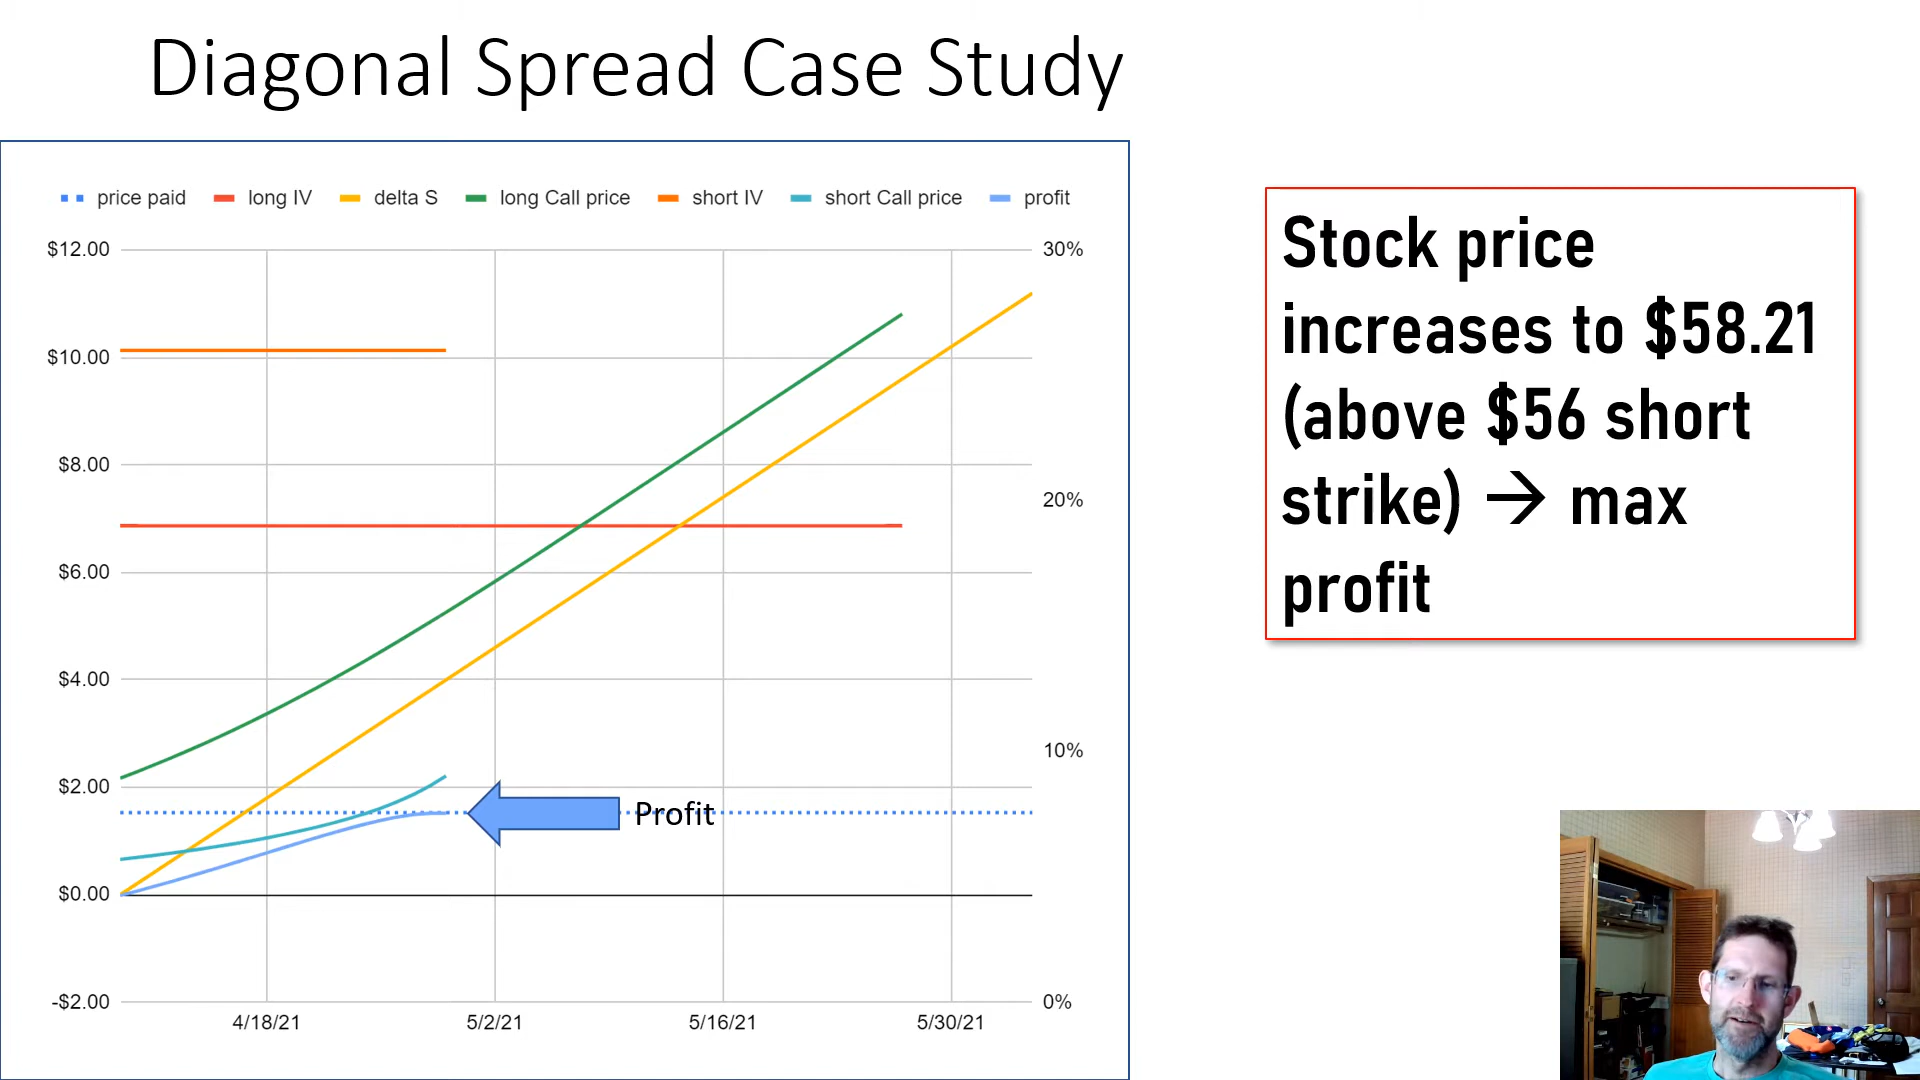 Diagonal Spread Case Study
price paid long IV delta S long Call price short IV short Call price profit
$12.00 30%
$10.00
$8.00
20%
$6.00
$4.00
10%
$2.00
Profit
$0.00
-$2.00 0%
4/18/21 5/2/21 5/16/21 5/30/21
Stock price
increases to $58.21
(above $56 short
strike) → max
profit